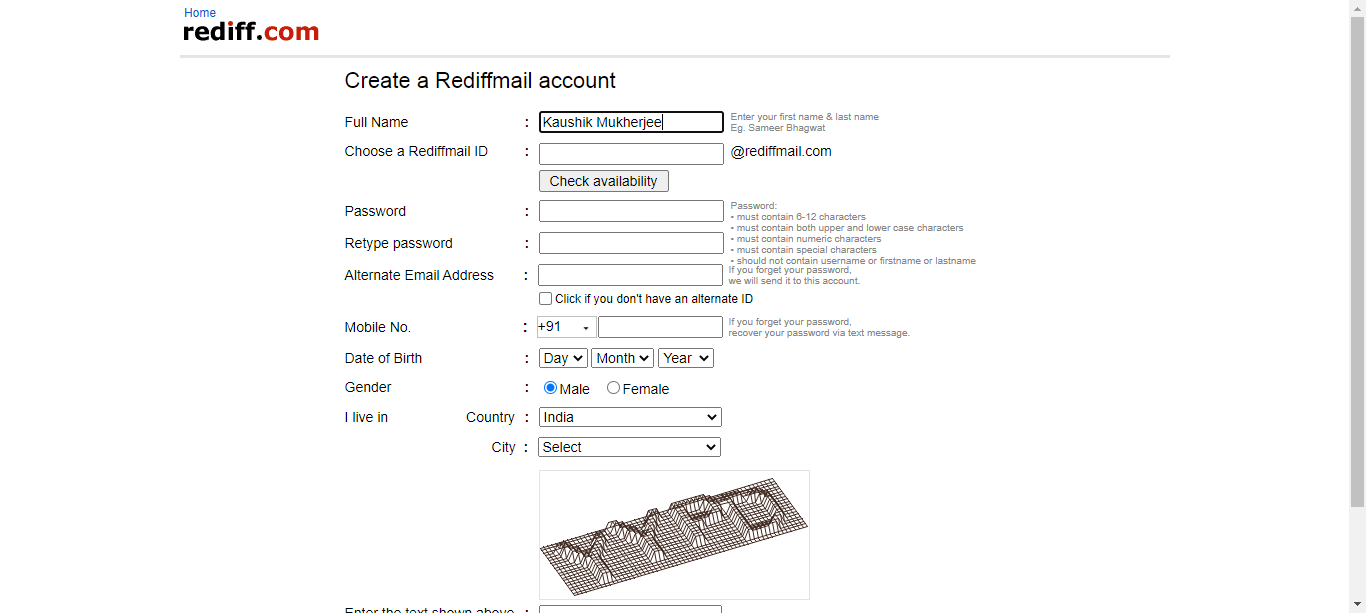 Home
rediff.com
Create a Rediffmail account
Full Name : Kaushik Mukherjee Enter your first name & last name
Eg. Sameer Bhagwat
Choose a Rediffmail ID : @rediffmail.com
Check availability
Password : Password:
• must contain 6-12 characters
• must contain both upper and lower case characters
Retype password : • must contain numeric characters
• must contain special characters
• should not contain username or firstname or lastname
Alternate Email Address : If you forget your password,
we will send it to this account.
Click if you don't have an alternate ID
Mobile No. : +91 If you forget your password,
recover your password via text message.
Date of Birth : Day Month Year
Gender : Male Female
I live in Country : India
City : Select
Enter the text shown above :